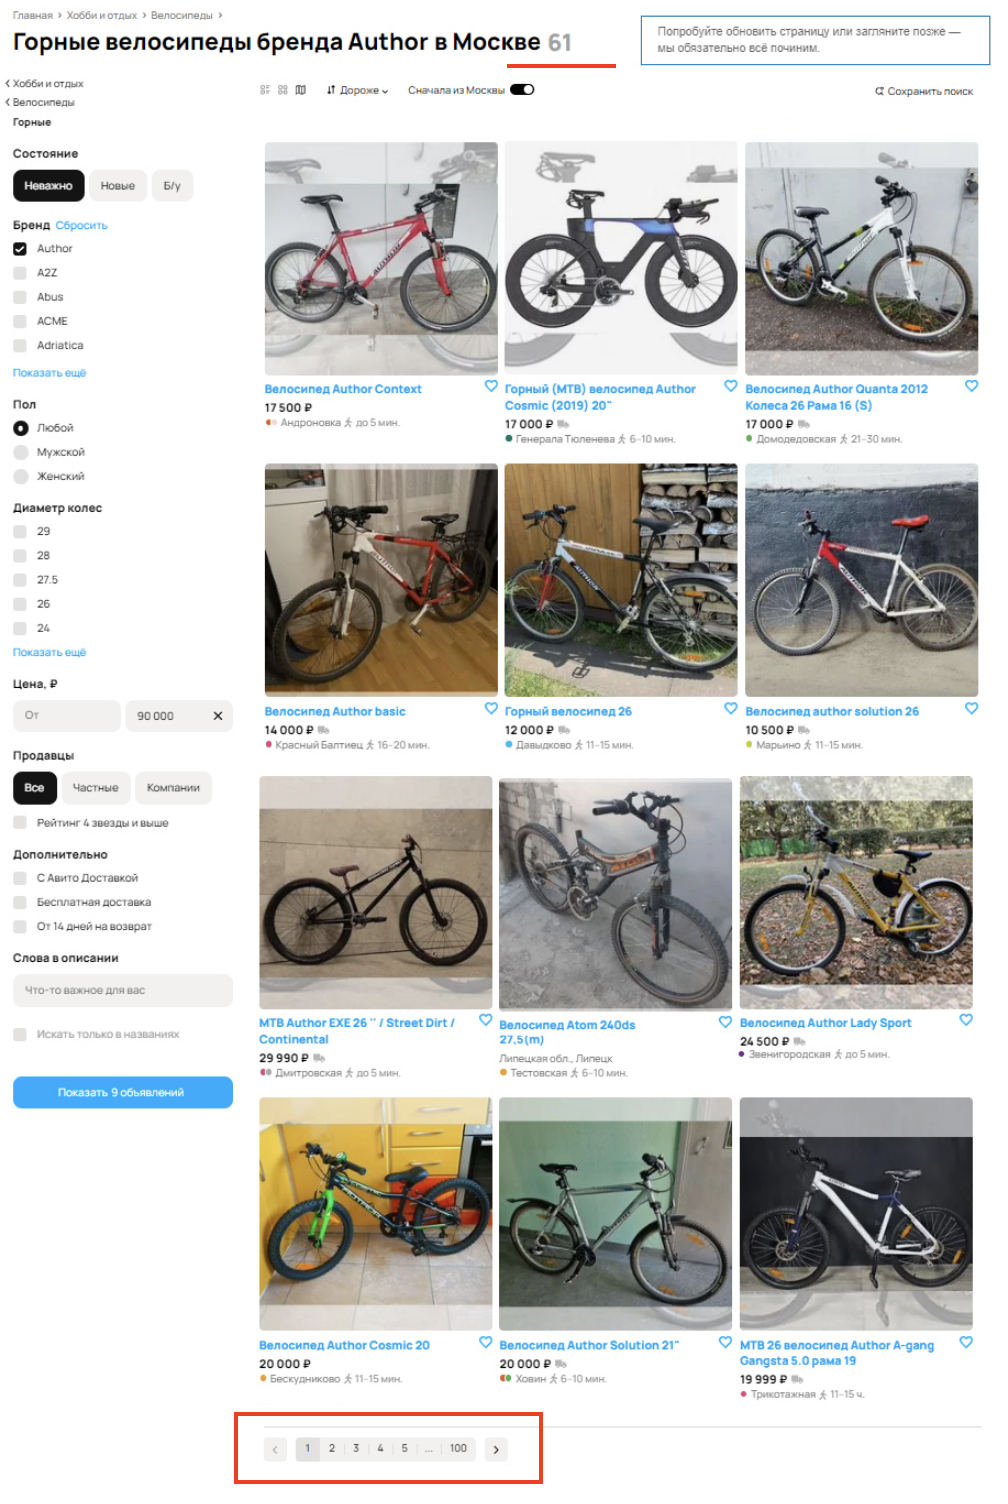 Главная > Хобби и отдых > Велосипеды >
Горные велосипеды бренда Author в Москве 61
Попробуйте обновить страницу или загляните позже —
мы обязательно всё починим.
Хобби и отдых
Велосипеды
Горные
Дороже
Сначала из Москвы
Сохранить поиск
Состояние
Неважно
Новые
Б/у
Бренд Сбросить
Author
A2Z
Abus
ACME
Adriatica
Показать ещё
Пол
Любой
Мужской
Женский
Диаметр колес
29
28
27.5
26
24
Показать ещё
Цена, ₽
От
90 000
Продавцы
Все
Частные
Компании
Рейтинг 4 звезды и выше
Дополнительно
С Авито Доставкой
Бесплатная доставка
От 14 дней на возврат
Слова в описании
Что-то важное для вас
Искать только в названиях
Показать 9 объявлений
Велосипед Author Context
17 500 ₽
Андроновка до 5 мин.
Горный (MTB) велосипед Author
Cosmic (2019) 20"
17 000 ₽
Генерала Тюленева 6–10 мин.
Велосипед Author Quanta 2012
Колеса 26 Рама 16 (S)
17 000 ₽
Домодедовская 21–30 мин.
Велосипед Author basic
14 000 ₽
Красный Балтиец 16–20 мин.
Горный велосипед 26
12 000 ₽
Давыдково 11–15 мин.
Велосипед author solution 26
10 500 ₽
Марьино 11–15 мин.
MTB Author EXE 26 '' / Street Dirt /
Continental
29 990 ₽
Дмитровская до 5 мин.
ATOM
Велосипед Atom 240ds
27,5(m)
Липецкая обл., Липецк
Тестовская 6–10 мин.
Велосипед Author Lady Sport
24 500 ₽
Звенигородская до 5 мин.
Велосипед Author Cosmic 20
20 000 ₽
Бескудниково 11–15 мин.
Велосипед Author Solution 21"
20 000 ₽
Ховин 6–10 мин.
MTB 26 велосипед Author A-gang
Gangsta 5.0 рама 19
19 999 ₽
Трикотажная 11–15 ч.
< 1 2 3 4 5 ... 100 >